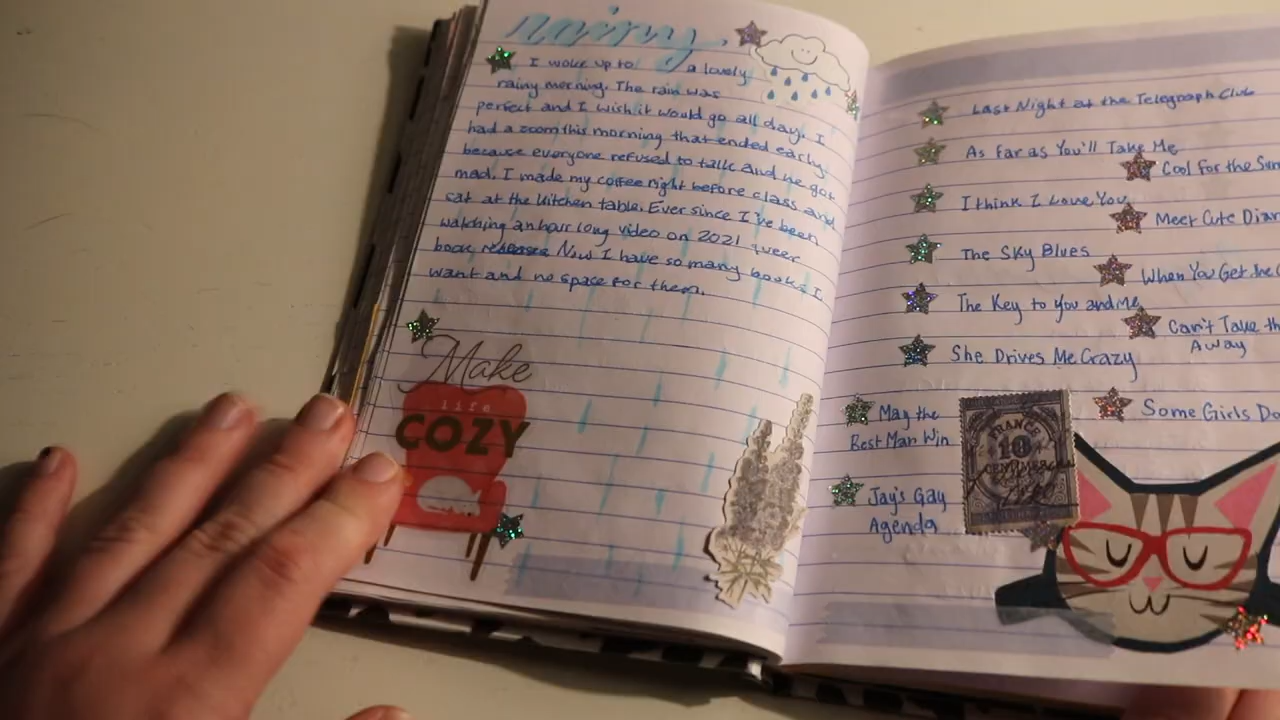 rainy
I woke up to a lovely
rainy morning. The rain was
perfect and I wish it would go all day. I
had a zoom this morning that ended early
because everyone refused to talk and he got
mad. I made my coffee right before class and
sat at the kitchen table. Ever since I've been
watching an hour long video on 2021 queer
book releases Now I have so many books I
want and no space for them.
Make
life
COZY
Last Night at the Telegraph Club
As far as You'll Take Me
Cool for the Sum
I think I Love You
Meet Cute Diar
The Sky Blues
When You Get the
The Key to You and Me
Can't Take th
Away
She Drives Me Crazy
May the
Best Man Win
Some Girls Do
Jay's Gay
Agenda
FRANCE
10
CENTIMES